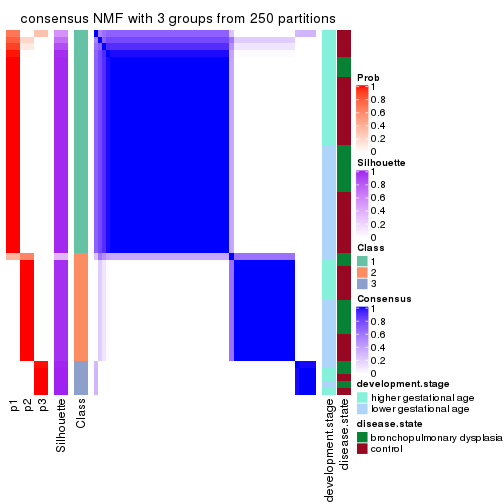 consensus NMF with 3 groups from 250 partitions
Prob
1
0.8
0.6
0.4
0.2
0
Silhouette
1
0.8
0.6
0.4
0.2
0
Class
1
2
3
Consensus
1
0.8
0.6
0.4
0.2
0
development.stage
higher gestational age
lower gestational age
disease.state
bronchopulmonary dysplasia
control
p1
p2
p3
Silhouette
Class
development.stage
disease.state